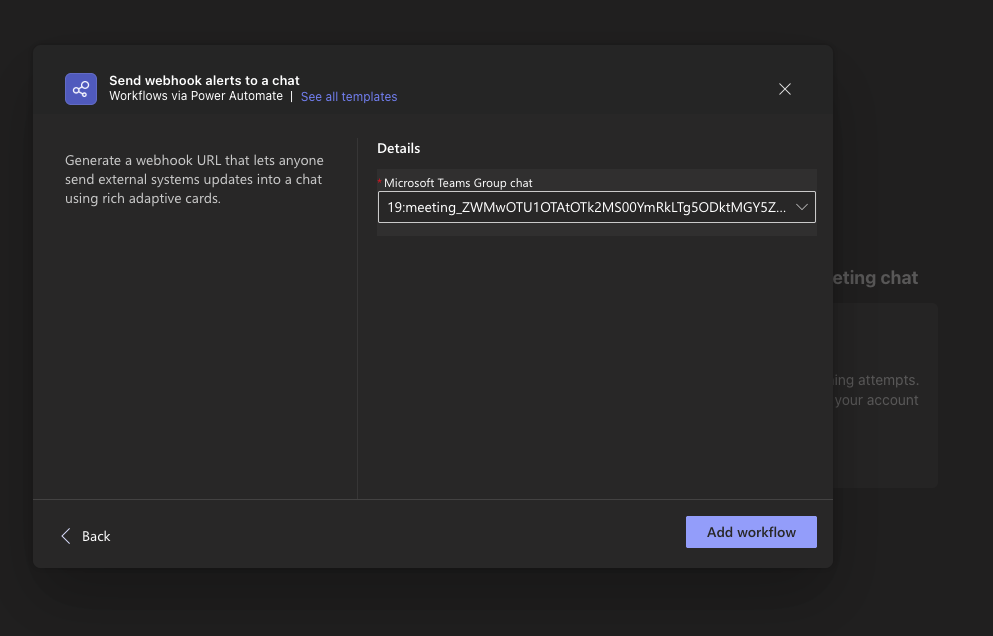 Send webhook alerts to a chat
Workflows via Power Automate | See all templates
Generate a webhook URL that lets anyone
send external systems updates into a chat
using rich adaptive cards.
Details
* Microsoft Teams Group chat
19:meeting_ZWMwOTU1OTAtOTk2MS00YmRkLTg5ODktMGY5Z...
eting chat
ing attempts.
your account
Back
Add workflow